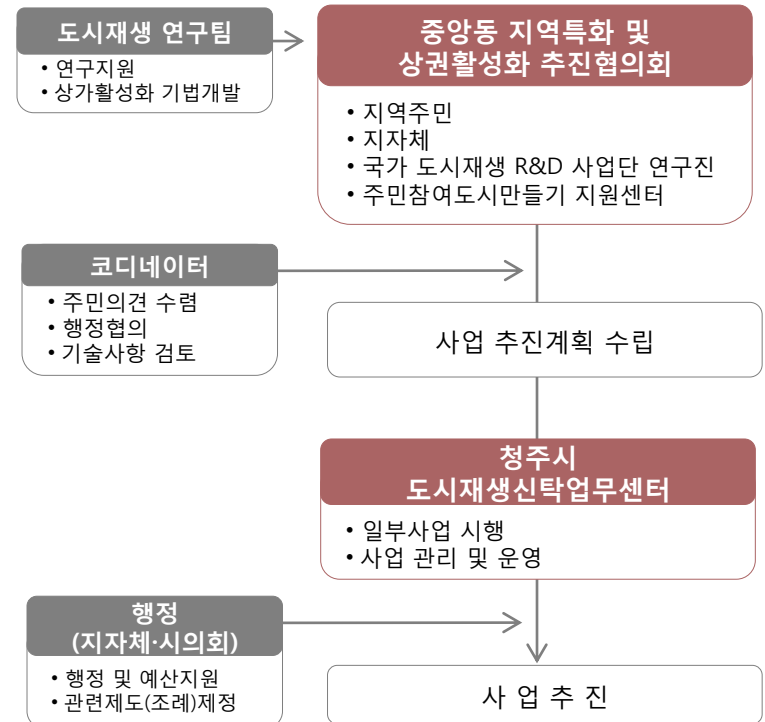 도시재생 연구팀
• 연구지원
• 상가활성화 기법개발
중앙동 지역특화 및
상권활성화 추진협의회
• 지역주민
• 지자체
• 국가 도시재생 R&D 사업단 연구진
• 주민참여도시만들기 지원센터
코디네이터
• 주민의견 수렴
• 행정협의
• 기술사항 검토
사업 추진계획 수립
청주시
도시재생신탁업무센터
• 일부사업 시행
• 사업 관리 및 운영
행정
(지자체·시의회)
• 행정 및 예산지원
• 관련제도(조례)제정
사 업 추 진